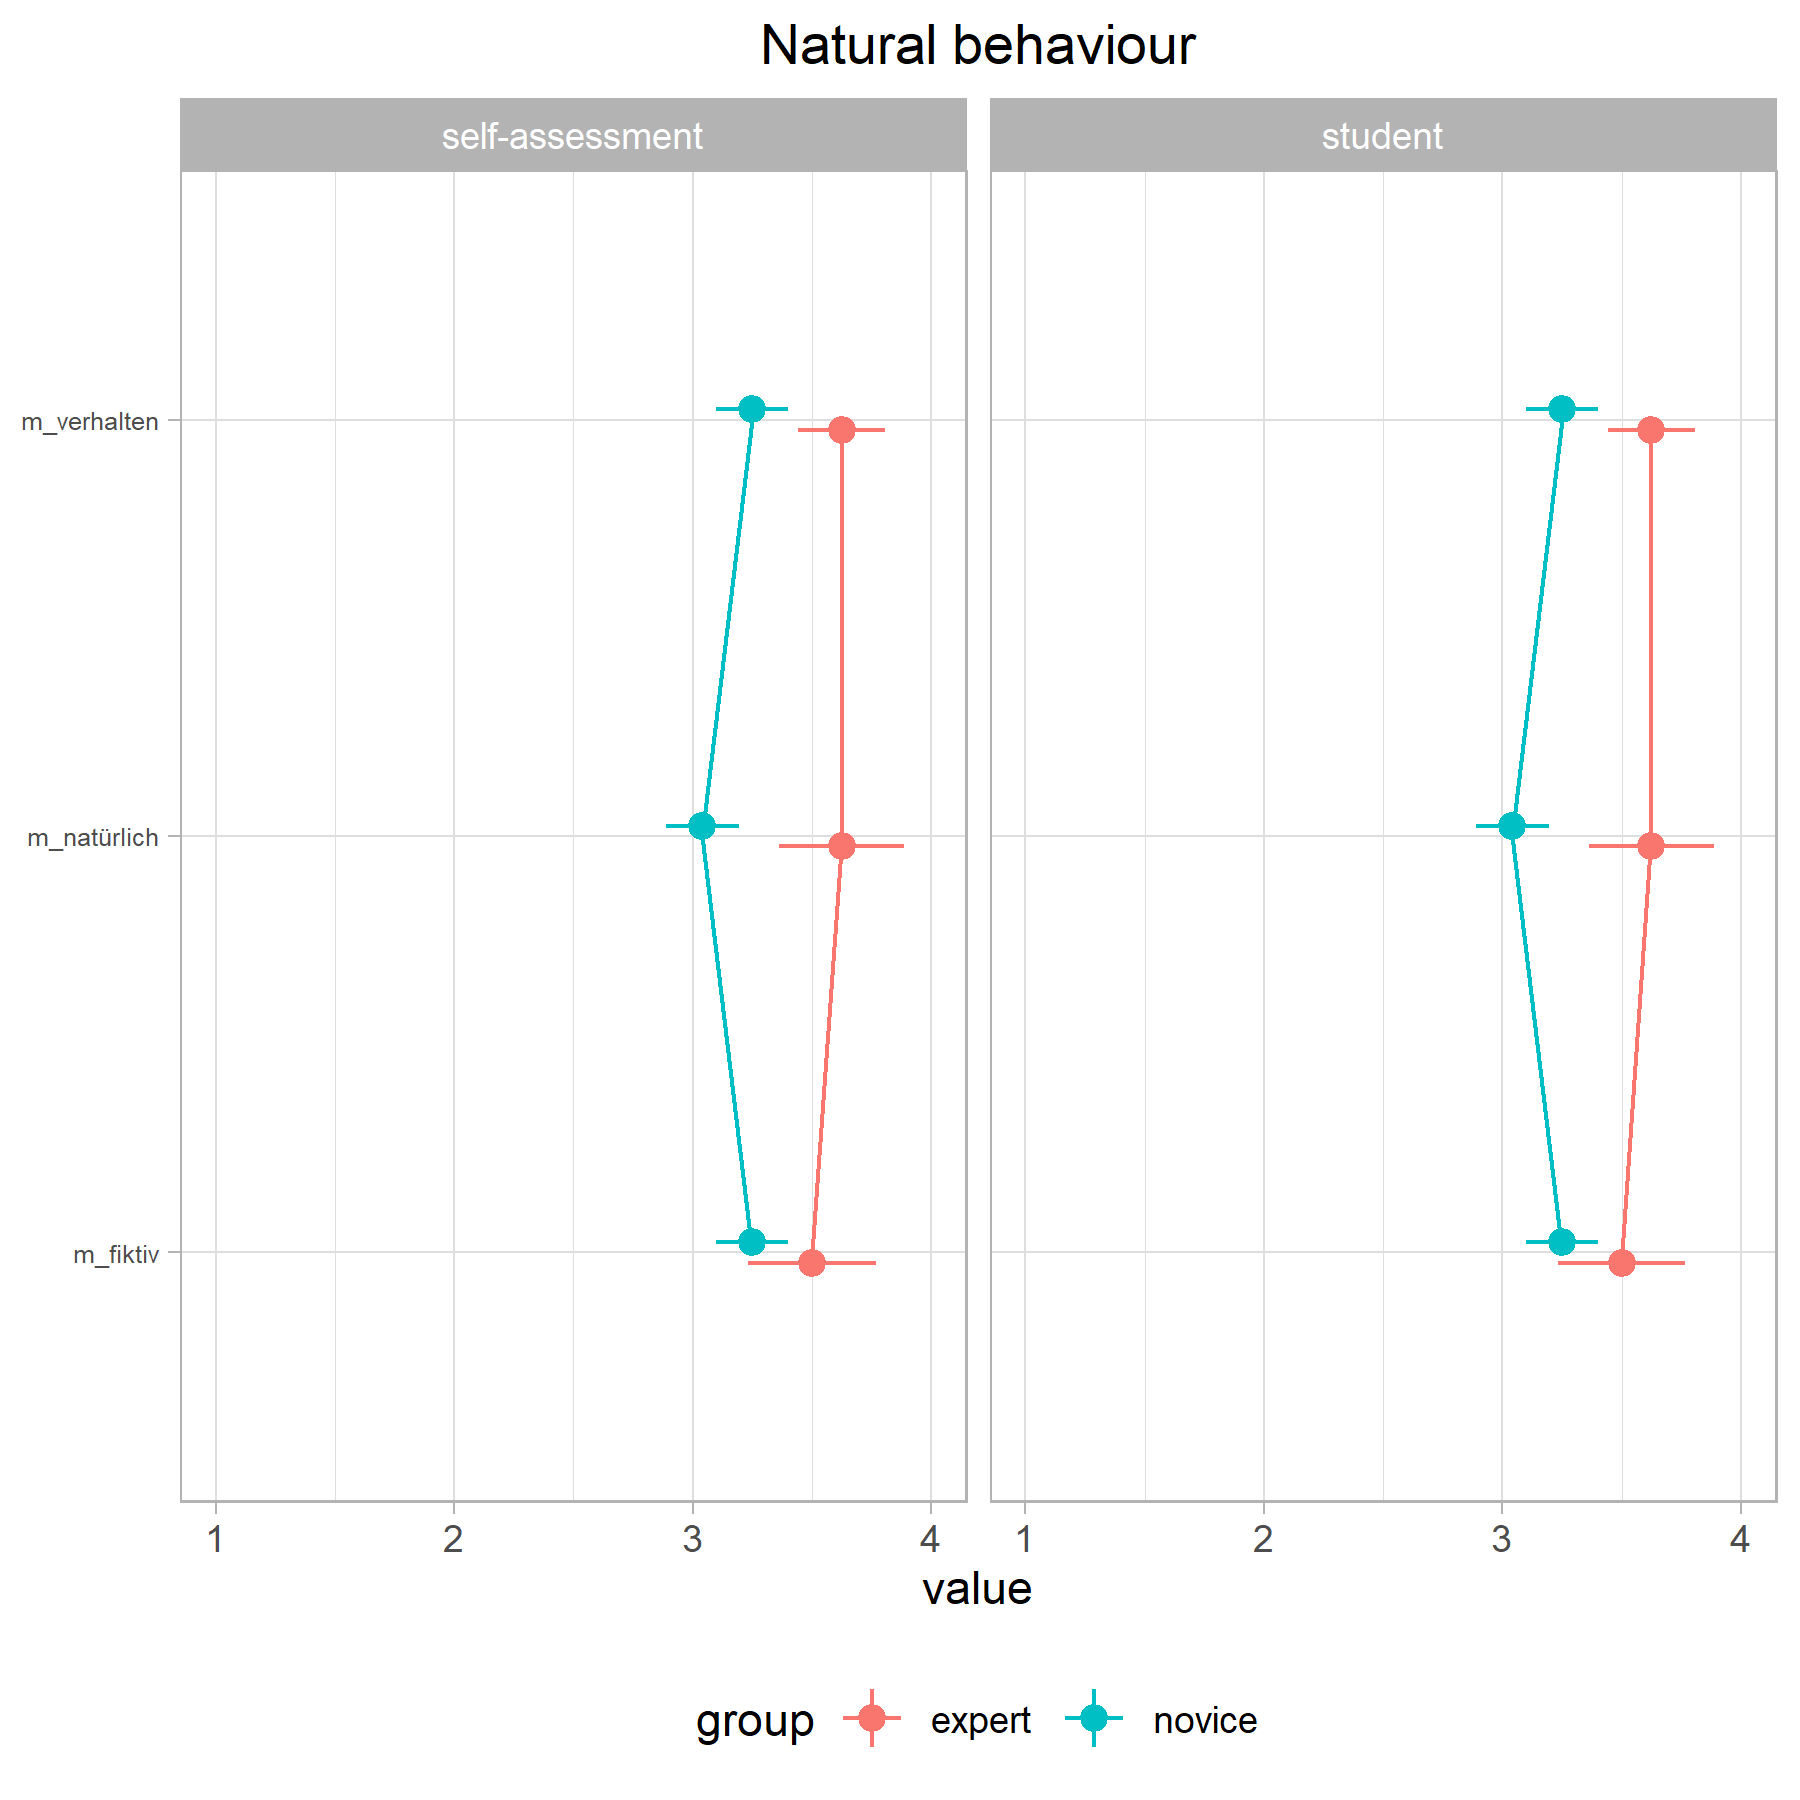 Natural behaviour
self-assessment
student
m_verhalten
m_natürlich
m_fiktiv
1 2 3 4
1 2 3 4
value
group expert novice